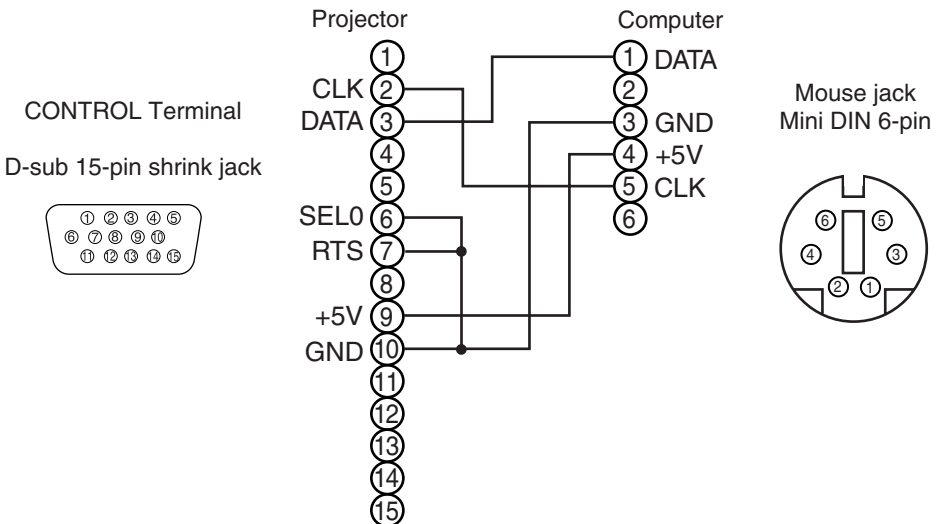 Projector
Computer
CONTROL Terminal
D-sub 15-pin shrink jack
1 2 3 4 5
6 7 8 9 10
11 12 13 14 15
1
CLK 2
DATA 3
4
5
SEL0 6
RTS 7
8
+5V 9
GND 10
11
12
13
14
15
1 DATA
2
3 GND
4 +5V
5 CLK
6
Mouse jack
Mini DIN 6-pin
6 5
4 3
2 1